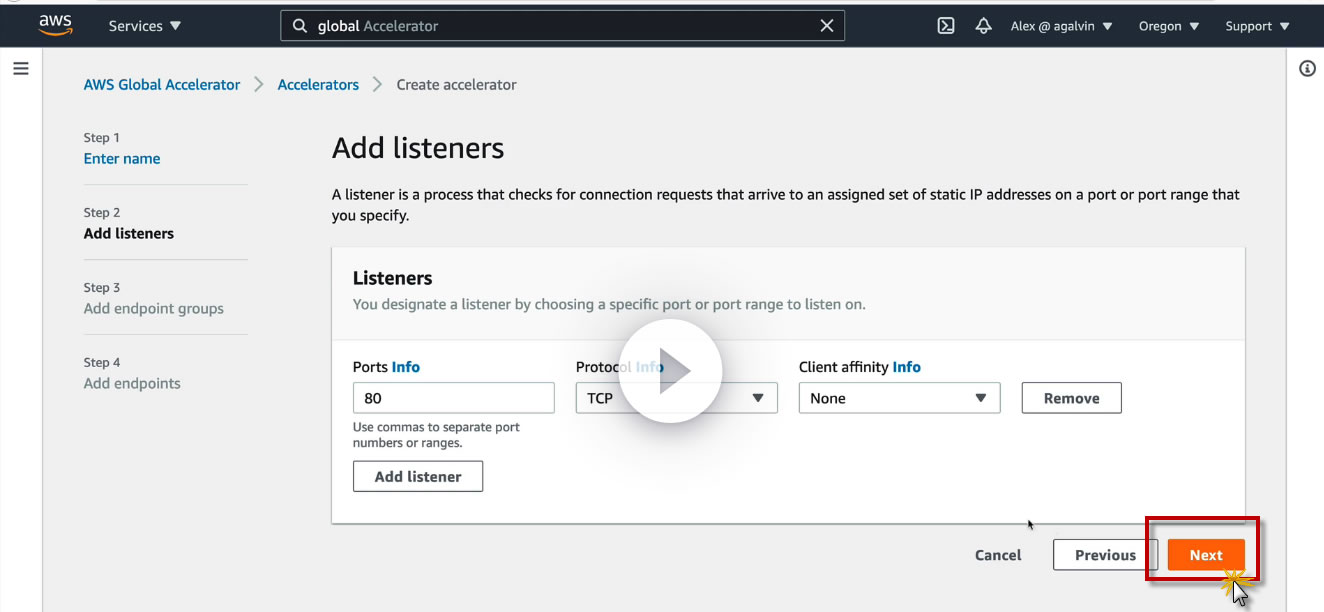 aws
Services
global Accelerator
Alex @ agalvin
Oregon
Support
AWS Global Accelerator
Accelerators
Create accelerator
Step 1
Enter name
Step 2
Add listeners
Step 3
Add endpoint groups
Step 4
Add endpoints
Add listeners
A listener is a process that checks for connection requests that arrive to an assigned set of static IP addresses on a port or port range that
you specify.
Listeners
You designate a listener by choosing a specific port or port range to listen on.
Ports Info
Protocol Info
Client affinity Info
80
TCP
None
Remove
Use commas to separate port
numbers or ranges.
Add listener
Cancel
Previous
Next